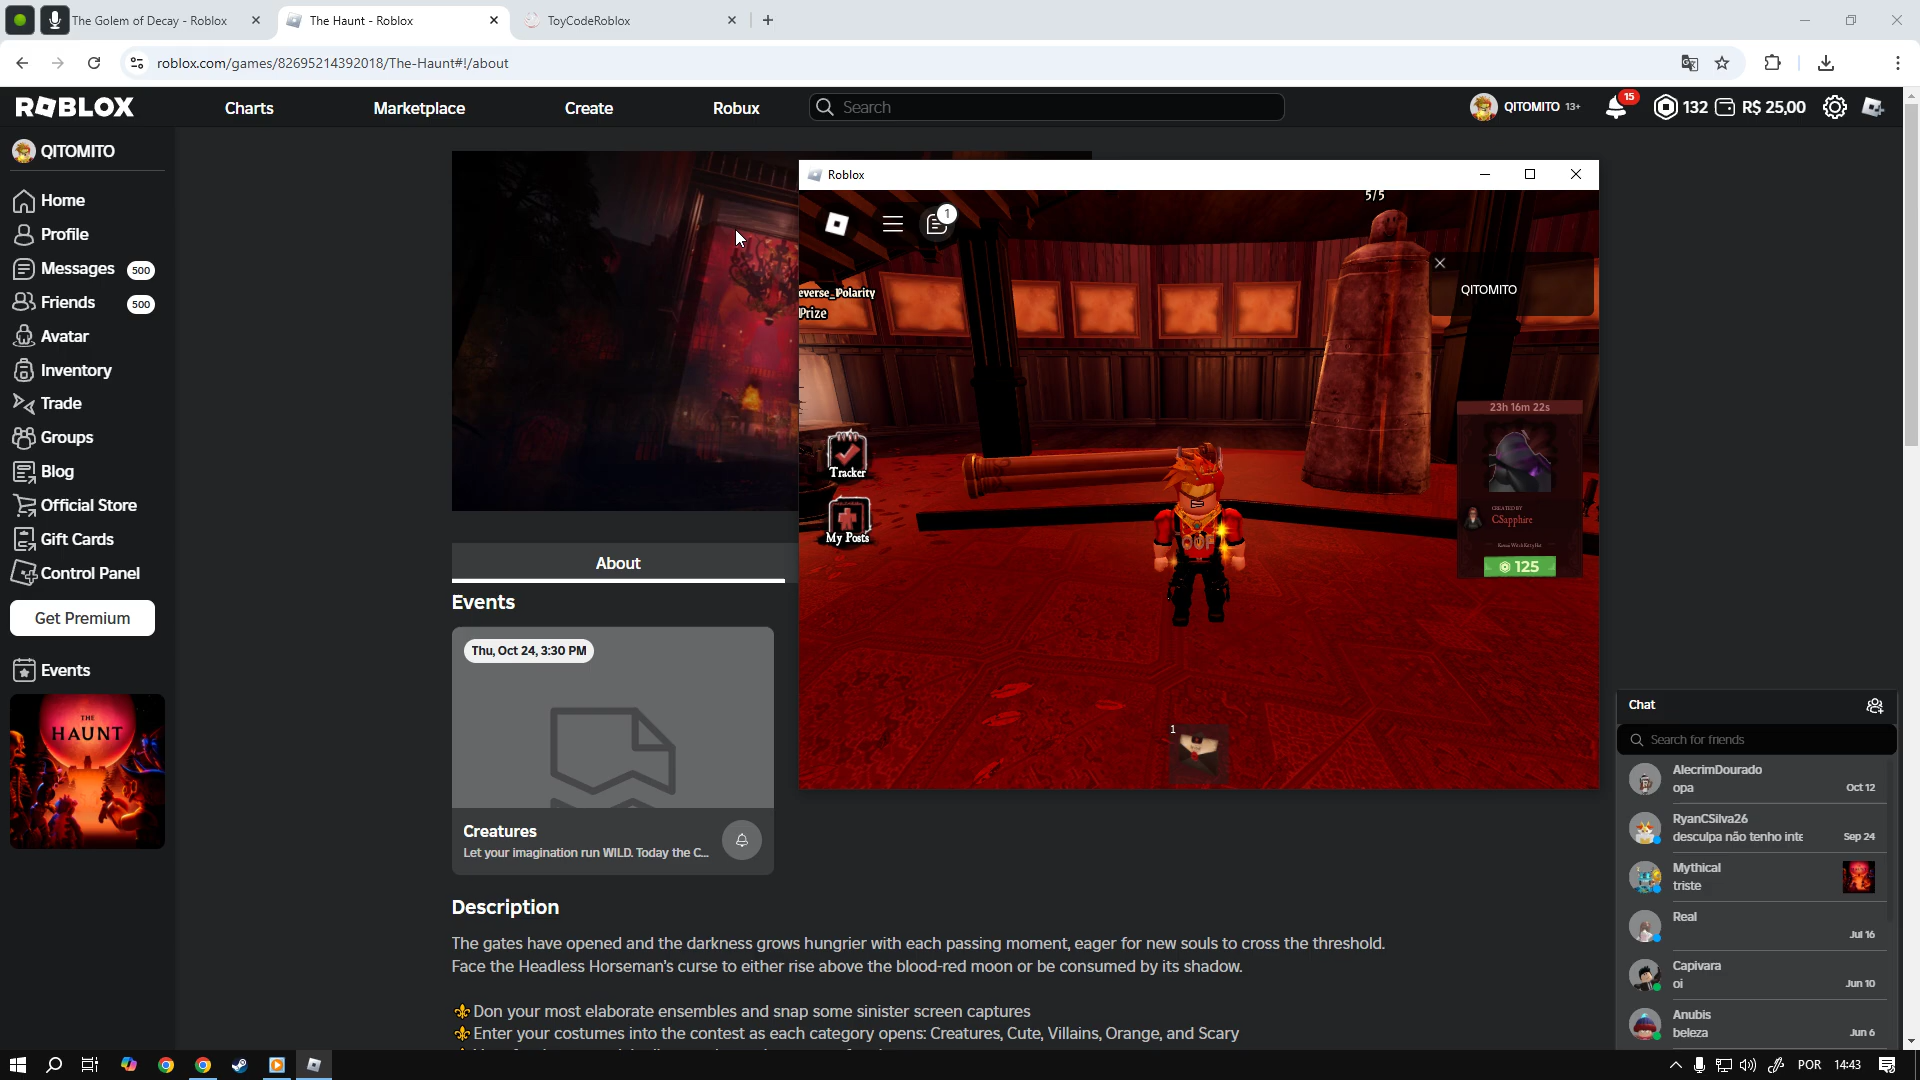 The Golem of Decay - Roblox
The Haunt - Roblox
ToyCodeRoblox
roblox.com/games/82695214392018/The-Haunt#!/about
ROBLOX
Charts
Marketplace
Create
Robux
Search
QITOMITO 13+
15
132
R$ 25,00
QITOMITO
Home
Profile
Messages 500
Friends 500
Avatar
Inventory
Trade
Groups
Blog
Official Store
Gift Cards
Control Panel
Get Premium
Events
THE
HAUNT
Roblox
1
5/5
QITOMITO
everse_Polarity
Prize
Tracker
My Posts
23h 16m 22s
CREATED BY
CSapphire
125
OOF
1
About
Events
Thu, Oct 24, 3:30 PM
Creatures
Let your imagination run WILD. Today the C...
Description
The gates have opened and the darkness grows hungrier with each passing moment, eager for new souls to cross the threshold.
Face the Headless Horseman's curse to either rise above the blood-red moon or be consumed by its shadow.
Don your most elaborate ensembles and snap some sinister screen captures
Enter your costumes into the contest as each category opens: Creatures, Cute, Villains, Orange, and Scary
Chat
Search for friends
AlecrimDourado
opa Oct 12
RyanCSilva26
desculpa não tenho inte Sep 24
Mythical
triste
Real
Jul 16
Capivara
oi Jun 10
Anubis
beleza Jun 6
POR 14:43